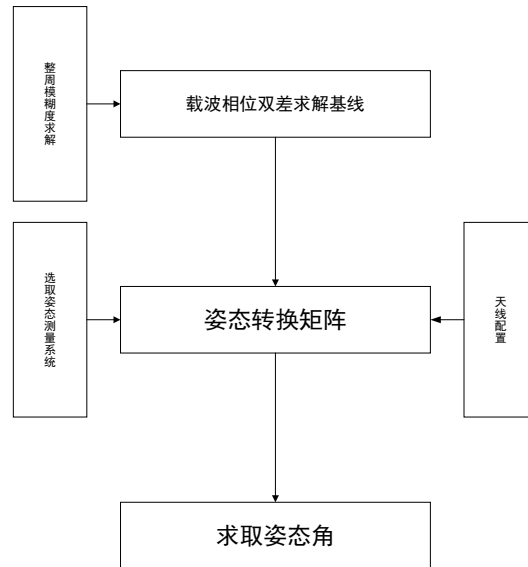 整周模糊度求解
载波相位双差求解基线
选取姿态测量系统
姿态转换矩阵
天线配置
求取姿态角